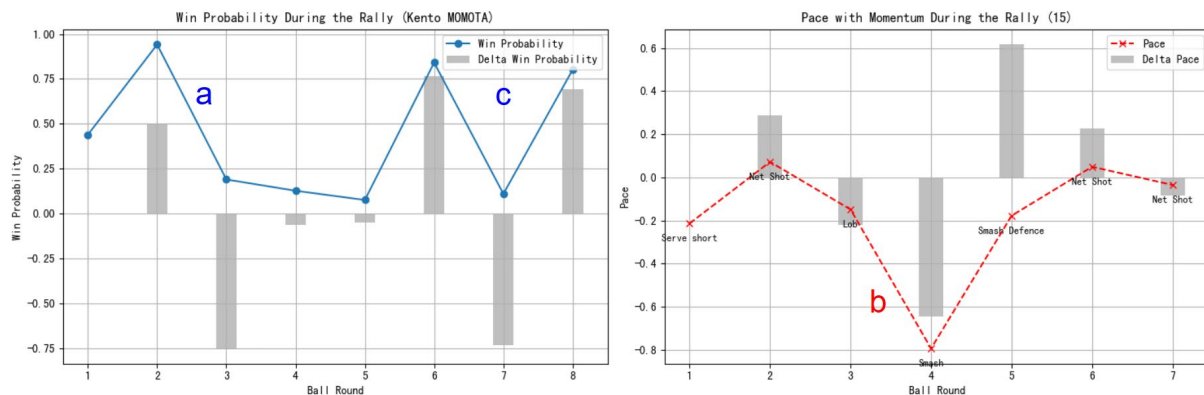 Win Probability During the Rally (Kento MOMOTA)
1.00
0.75
0.50
0.25
0.00
-0.25
-0.50
-0.75
Win Probability
Win Probability
Delta Win Probability
a
c
1 2 3 4 5 6 7 8
Ball Round
Pace with Momentum During the Rally (15)
0.6
0.4
0.2
0.0
-0.2
-0.4
-0.6
-0.8
Pace
Pace
Delta Pace
Serve short
Net Shot
Lob
Smash
Smash Defence
Net Shot
Net Shot
b
1 2 3 4 5 6 7
Ball Round